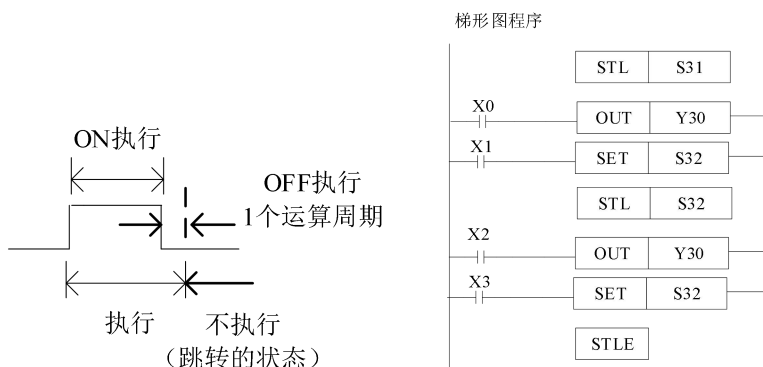 ON执行
OFF执行
1个运算周期
执行
不执行
（跳转的状态）
梯形图程序
STL S31
X0 OUT Y30
X1 SET S32
STL S32
X2 OUT Y30
X3 SET S32
STLE